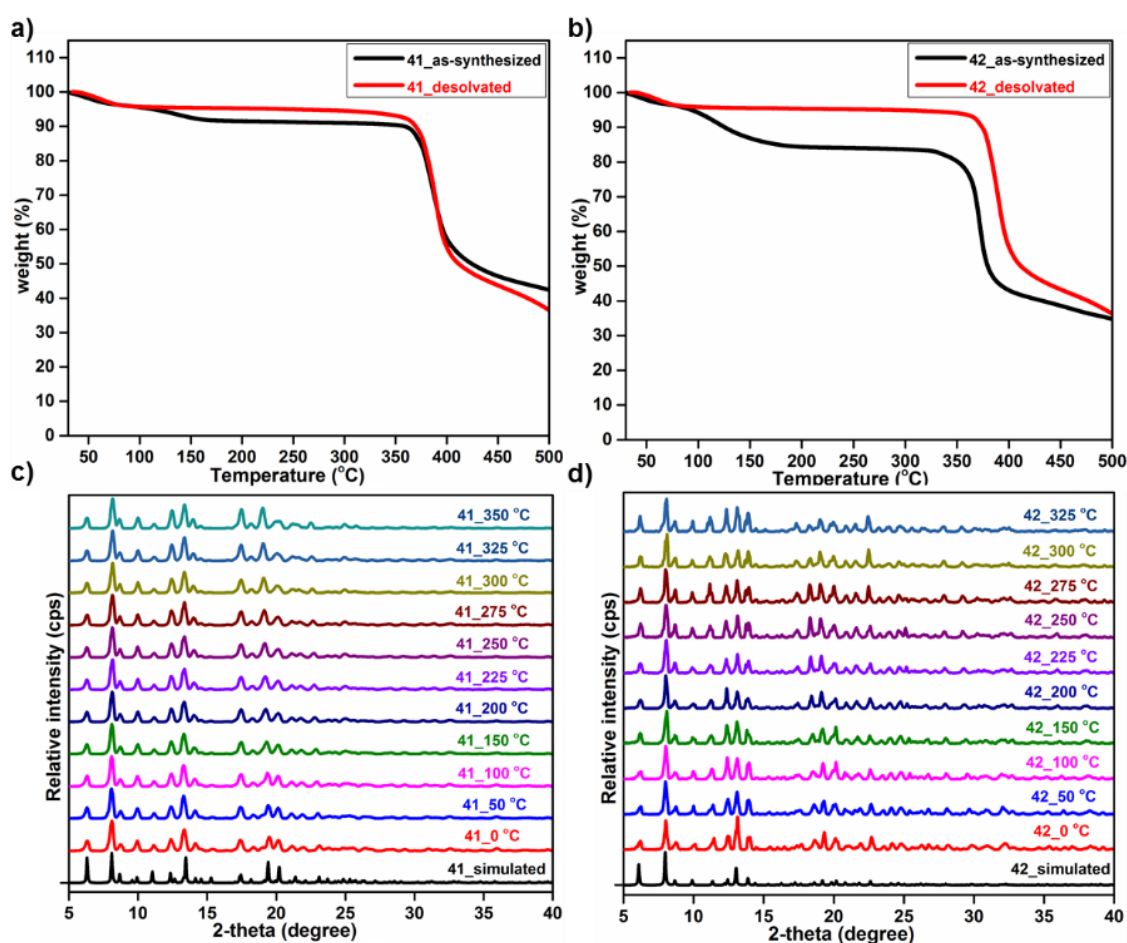 a)
110
100
90
80
70
60
50
40
30
20
10
0
weight (%)
41_as-synthesized
41_desolvated
50 100 150 200 250 300 350 400 450 500
Temperature (°C)
b)
110
100
90
80
70
60
50
40
30
20
10
0
weight (%)
42_as-synthesized
42_desolvated
50 100 150 200 250 300 350 400 450 500
Temperature (°C)
c)
Relative intensity (cps)
41_350 °C
41_325 °C
41_300 °C
41_275 °C
41_250 °C
41_225 °C
41_200 °C
41_150 °C
41_100 °C
41_50 °C
41_0 °C
41_simulated
5 10 15 20 25 30 35 40
2-theta (degree)
d)
Relative intensity (cps)
42_325 °C
42_300 °C
42_275 °C
42_250 °C
42_225 °C
42_200 °C
42_150 °C
42_100 °C
42_50 °C
42_0 °C
42_simulated
5 10 15 20 25 30 35 40
2-theta (degree)